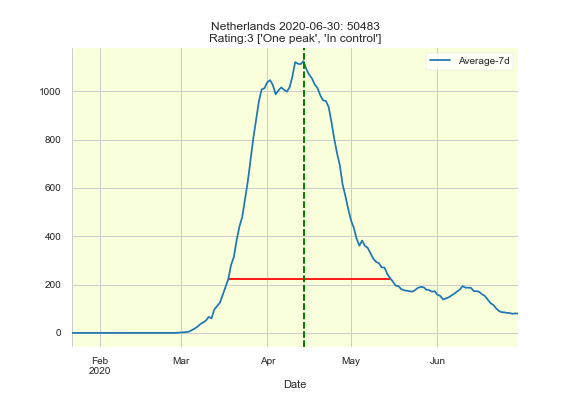 Netherlands 2020-06-30: 50483
Rating:3 ['One peak', 'In control']
Average-7d
1000
800
600
400
200
0
Feb
2020
Mar
Apr
May
Jun
Date